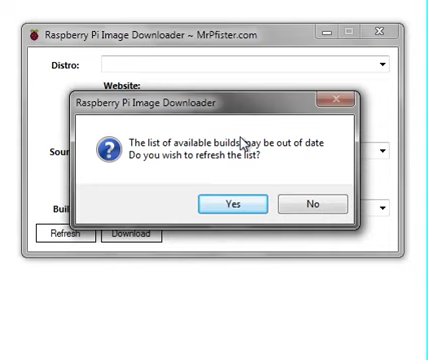 Raspberry Pi Image Downloader ~ MrPfister.com
Distro:
Website:
Raspberry Pi Image Downloader
The list of available builds may be out of date
Do you wish to refresh the list?
Yes
No
Refresh
Download